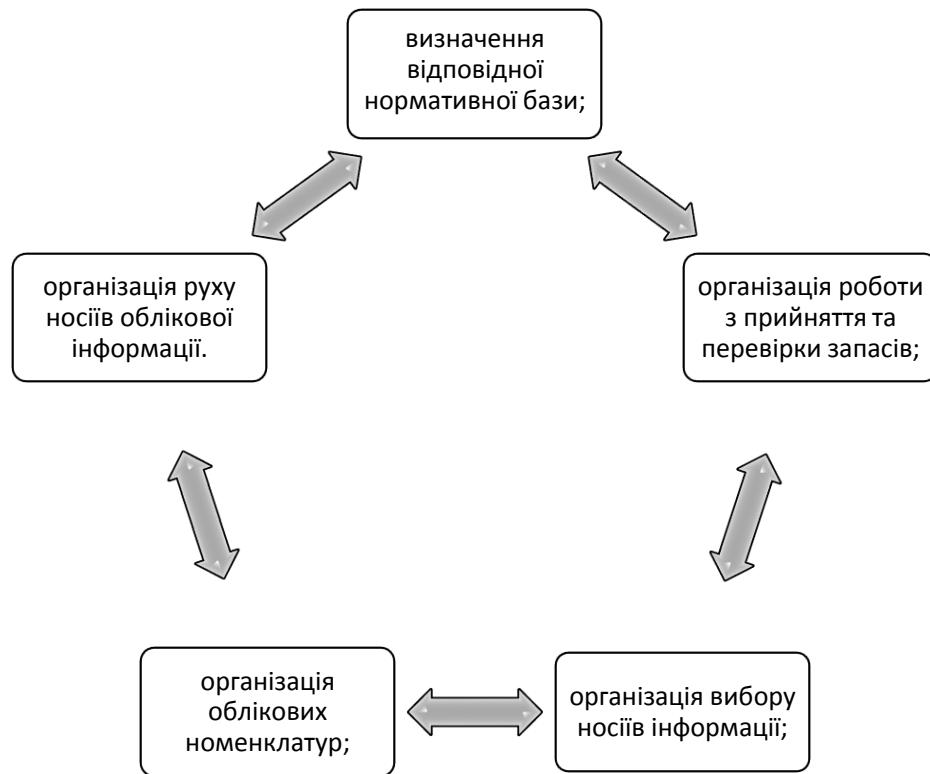 визначення
відповідної
нормативної бази;
організація руху
носіїв облікової
інформації.
організація роботи
з прийняття та
перевірки запасів;
організація
облікових
номенклатур;
організація вибору
носіїв інформації;